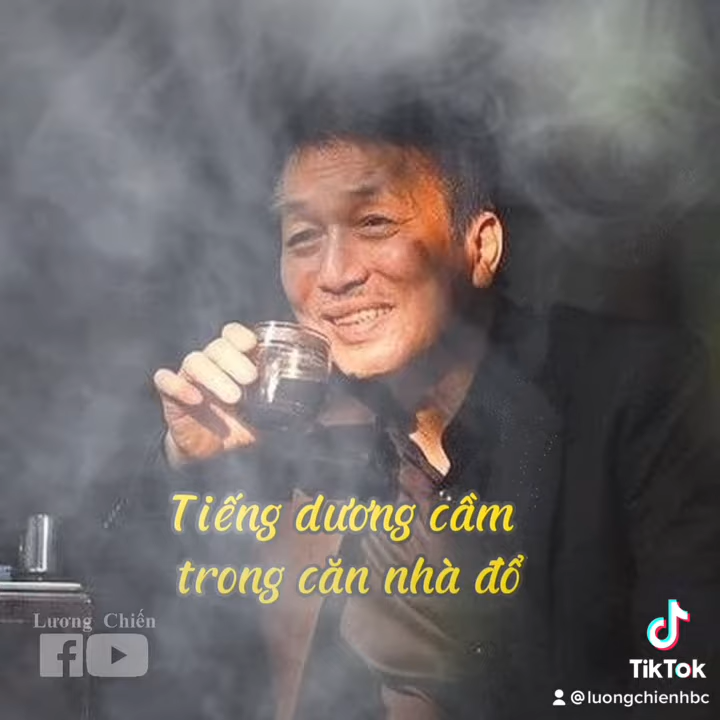 Tiếng dương cầm
trong căn nhà đổ
Lương Chiến
TikTok
@luongchienhbc